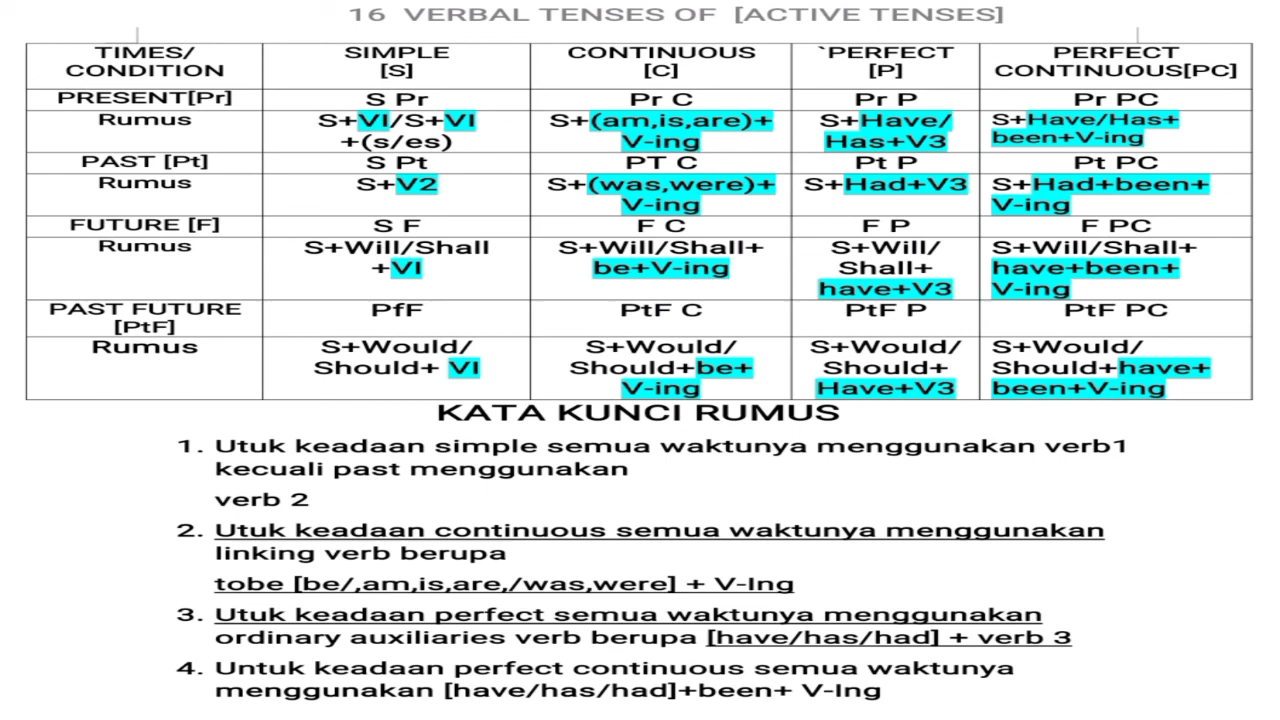 16 VERBAL TENSES OF [ACTIVE TENSES]
TIMES/ CONDITION
SIMPLE [S]
CONTINUOUS [C]
`PERFECT [P]
PERFECT CONTINUOUS[PC]
PRESENT[Pr]
S Pr
Pr C
Pr P
Pr PC
Rumus
S+VI/S+VI
+(s/es)
S+(am,is,are)+
V-ing
S+Have/
Has+V3
S+Have/Has+
been+V-ing
PAST [Pt]
S Pt
PT C
Pt P
Pt PC
Rumus
S+V2
S+(was,were)+
V-ing
S+Had+V3
S+Had+been+
V-ing
FUTURE [F]
S F
F C
F P
F PC
Rumus
S+Will/Shall
+VI
S+Will/Shall+
be+V-ing
S+Will/
Shall+
have+V3
S+Will/Shall+
have+been+
V-ing
PAST FUTURE
[PtF]
PfF
PtF C
PtF P
PtF PC
Rumus
S+Would/
Should+ VI
S+Would/
Should+be+
V-ing
S+Would/
Should+
Have+V3
S+Would/
Should+have+
been+V-ing
KATA KUNCI RUMUS
1. Utuk keadaan simple semua waktunya menggunakan verb1
kecuali past menggunakan
verb 2
2. Utuk keadaan continuous semua waktunya menggunakan
linking verb berupa
tobe [be/,am,is,are,/was,were] + V-Ing
3. Utuk keadaan perfect semua waktunya menggunakan
ordinary auxiliaries verb berupa [have/has/had] + verb 3
4. Untuk keadaan perfect continuous semua waktunya
menggunakan [have/has/had]+been+ V-Ing